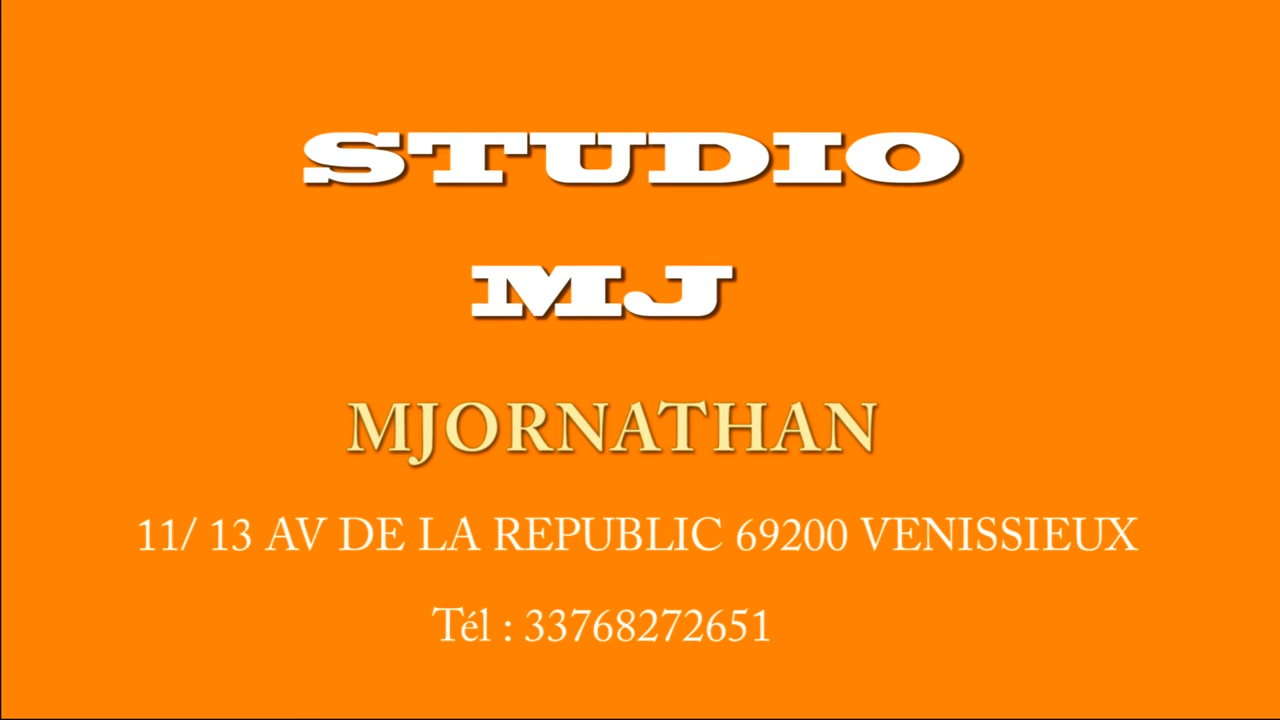 STUDIO
MJ
MJORNATHAN
11/ 13 AV DE LA REPUBLIC 69200 VENISSIEUX
Tél : 33768272651